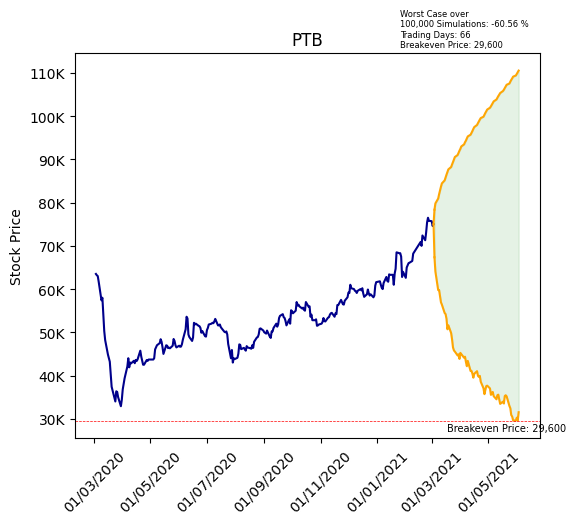 Worst Case over
100,000 Simulations: -60.56 %
Trading Days: 66
Breakeven Price: 29,600
PTB
110K
100K
90K
80K
70K
60K
50K
40K
30K
Stock Price
Breakeven Price: 29,600
01/03/2020
01/05/2020
01/07/2020
01/09/2020
01/11/2020
01/01/2021
01/03/2021
01/05/2021